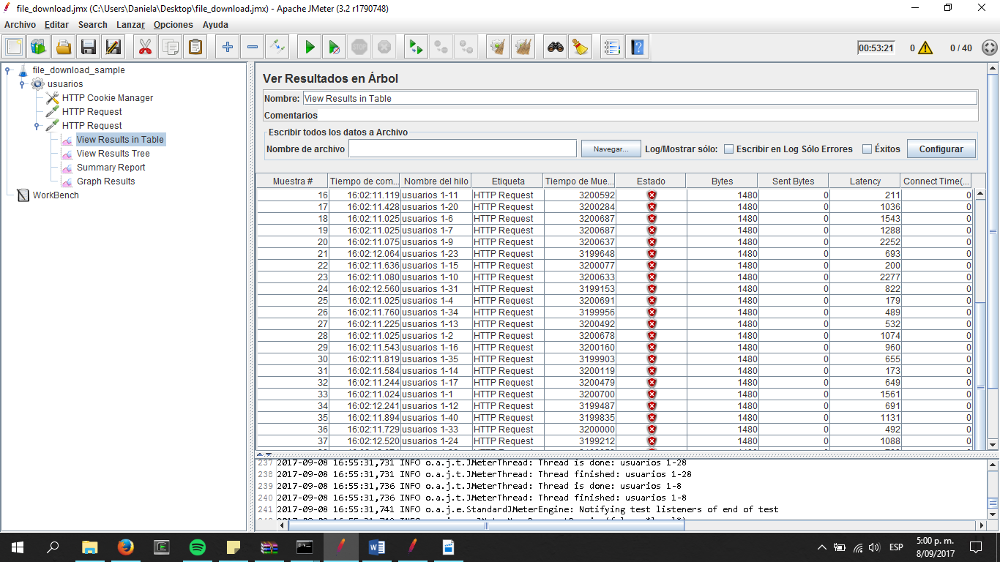 file_download.jmx (C:\Users\Daniela\Desktop\file_download.jmx) - Apache JMeter (3.2 r1790748)
Archivo Editar Search Lanzar Opciones Ayuda
00:53:21 0 0 / 40
file_download_sample
usuarios
HTTP Cookie Manager
HTTP Request
HTTP Request
View Results in Table
View Results Tree
Summary Report
Graph Results
WorkBench
Ver Resultados en Árbol
Nombre: View Results in Table
Comentarios
Escribir todos los datos a Archivo
Nombre de archivo Navegar... Log/Mostrar sólo: Escribir en Log Sólo Errores Éxitos Configurar
Muestra # Tiempo de com... Nombre del hilo Etiqueta Tiempo de Mue... Estado Bytes Sent Bytes Latency Connect Time(...
16 16:02:11.119 usuarios 1-11 HTTP Request 3200592 1480 0 211 0
17 16:02:11.428 usuarios 1-20 HTTP Request 3200284 1480 0 1036 0
18 16:02:11.025 usuarios 1-6 HTTP Request 3200687 1480 0 1543 0
19 16:02:11.025 usuarios 1-7 HTTP Request 3200687 1480 0 1288 0
20 16:02:11.075 usuarios 1-9 HTTP Request 3200637 1480 0 2252 0
21 16:02:12.064 usuarios 1-23 HTTP Request 3199648 1480 0 693 0
22 16:02:11.636 usuarios 1-15 HTTP Request 3200077 1480 0 200 0
23 16:02:11.080 usuarios 1-10 HTTP Request 3200633 1480 0 2277 0
24 16:02:12.560 usuarios 1-31 HTTP Request 3199153 1480 0 822 0
25 16:02:11.025 usuarios 1-4 HTTP Request 3200691 1480 0 179 0
26 16:02:11.760 usuarios 1-34 HTTP Request 3199956 1480 0 489 0
27 16:02:11.225 usuarios 1-13 HTTP Request 3200492 1480 0 532 0
28 16:02:11.025 usuarios 1-2 HTTP Request 3200678 1480 0 1074 0
29 16:02:11.543 usuarios 1-16 HTTP Request 3200160 1480 0 960 0
30 16:02:11.819 usuarios 1-35 HTTP Request 3199903 1480 0 655 0
31 16:02:11.584 usuarios 1-14 HTTP Request 3200119 1480 0 173 0
32 16:02:11.244 usuarios 1-17 HTTP Request 3200479 1480 0 649 0
33 16:02:11.024 usuarios 1-1 HTTP Request 3200700 1480 0 1561 0
34 16:02:12.241 usuarios 1-12 HTTP Request 3199487 1480 0 691 0
35 16:02:11.894 usuarios 1-40 HTTP Request 3199835 1480 0 1131 0
36 16:02:11.729 usuarios 1-33 HTTP Request 3200000 1480 0 492 0
37 16:02:12.520 usuarios 1-24 HTTP Request 3199212 1480 0 1088 0
237 2017-09-08 16:55:31,731 INFO o.a.j.t.JMeterThread: Thread is done: usuarios 1-28
238 2017-09-08 16:55:31,731 INFO o.a.j.t.JMeterThread: Thread finished: usuarios 1-28
239 2017-09-08 16:55:31,736 INFO o.a.j.t.JMeterThread: Thread is done: usuarios 1-8
240 2017-09-08 16:55:31,736 INFO o.a.j.t.JMeterThread: Thread finished: usuarios 1-8
241 2017-09-08 16:55:31,741 INFO o.a.j.e.StandardJMeterEngine: Notifying test listeners of end of test
ESP 5:00 p. m.
8/09/2017